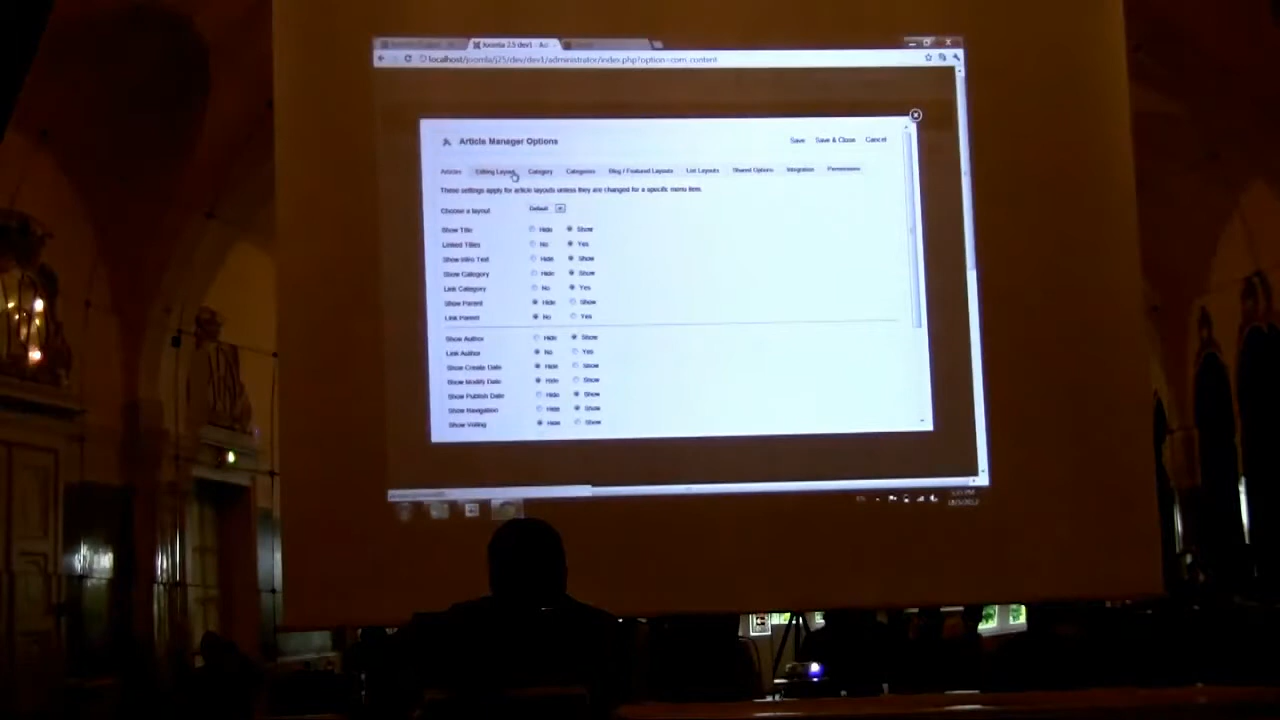 Joomla 2.5 dev1 - Ad
localhost/joomla/j25/dev/dev1/administrator/index.php?option=com_content
Article Manager Options
Save Save & Close Cancel
Articles Editing Layout Category Categories Blog / Featured Layouts List Layouts Shared Options Integration Permissions
These settings apply for article layouts unless they are changed for a specific menu item.
Choose a layout Default
Show Title Hide Show
Linked Titles No Yes
Show Intro Text Hide Show
Show Category Hide Show
Link Category No Yes
Show Parent Hide Show
Link Parent No Yes
Show Author Hide Show
Link Author No Yes
Show Create Date Hide Show
Show Modify Date Hide Show
Show Publish Date Hide Show
Show Navigation Hide Show
Show Voting Hide Show
EN